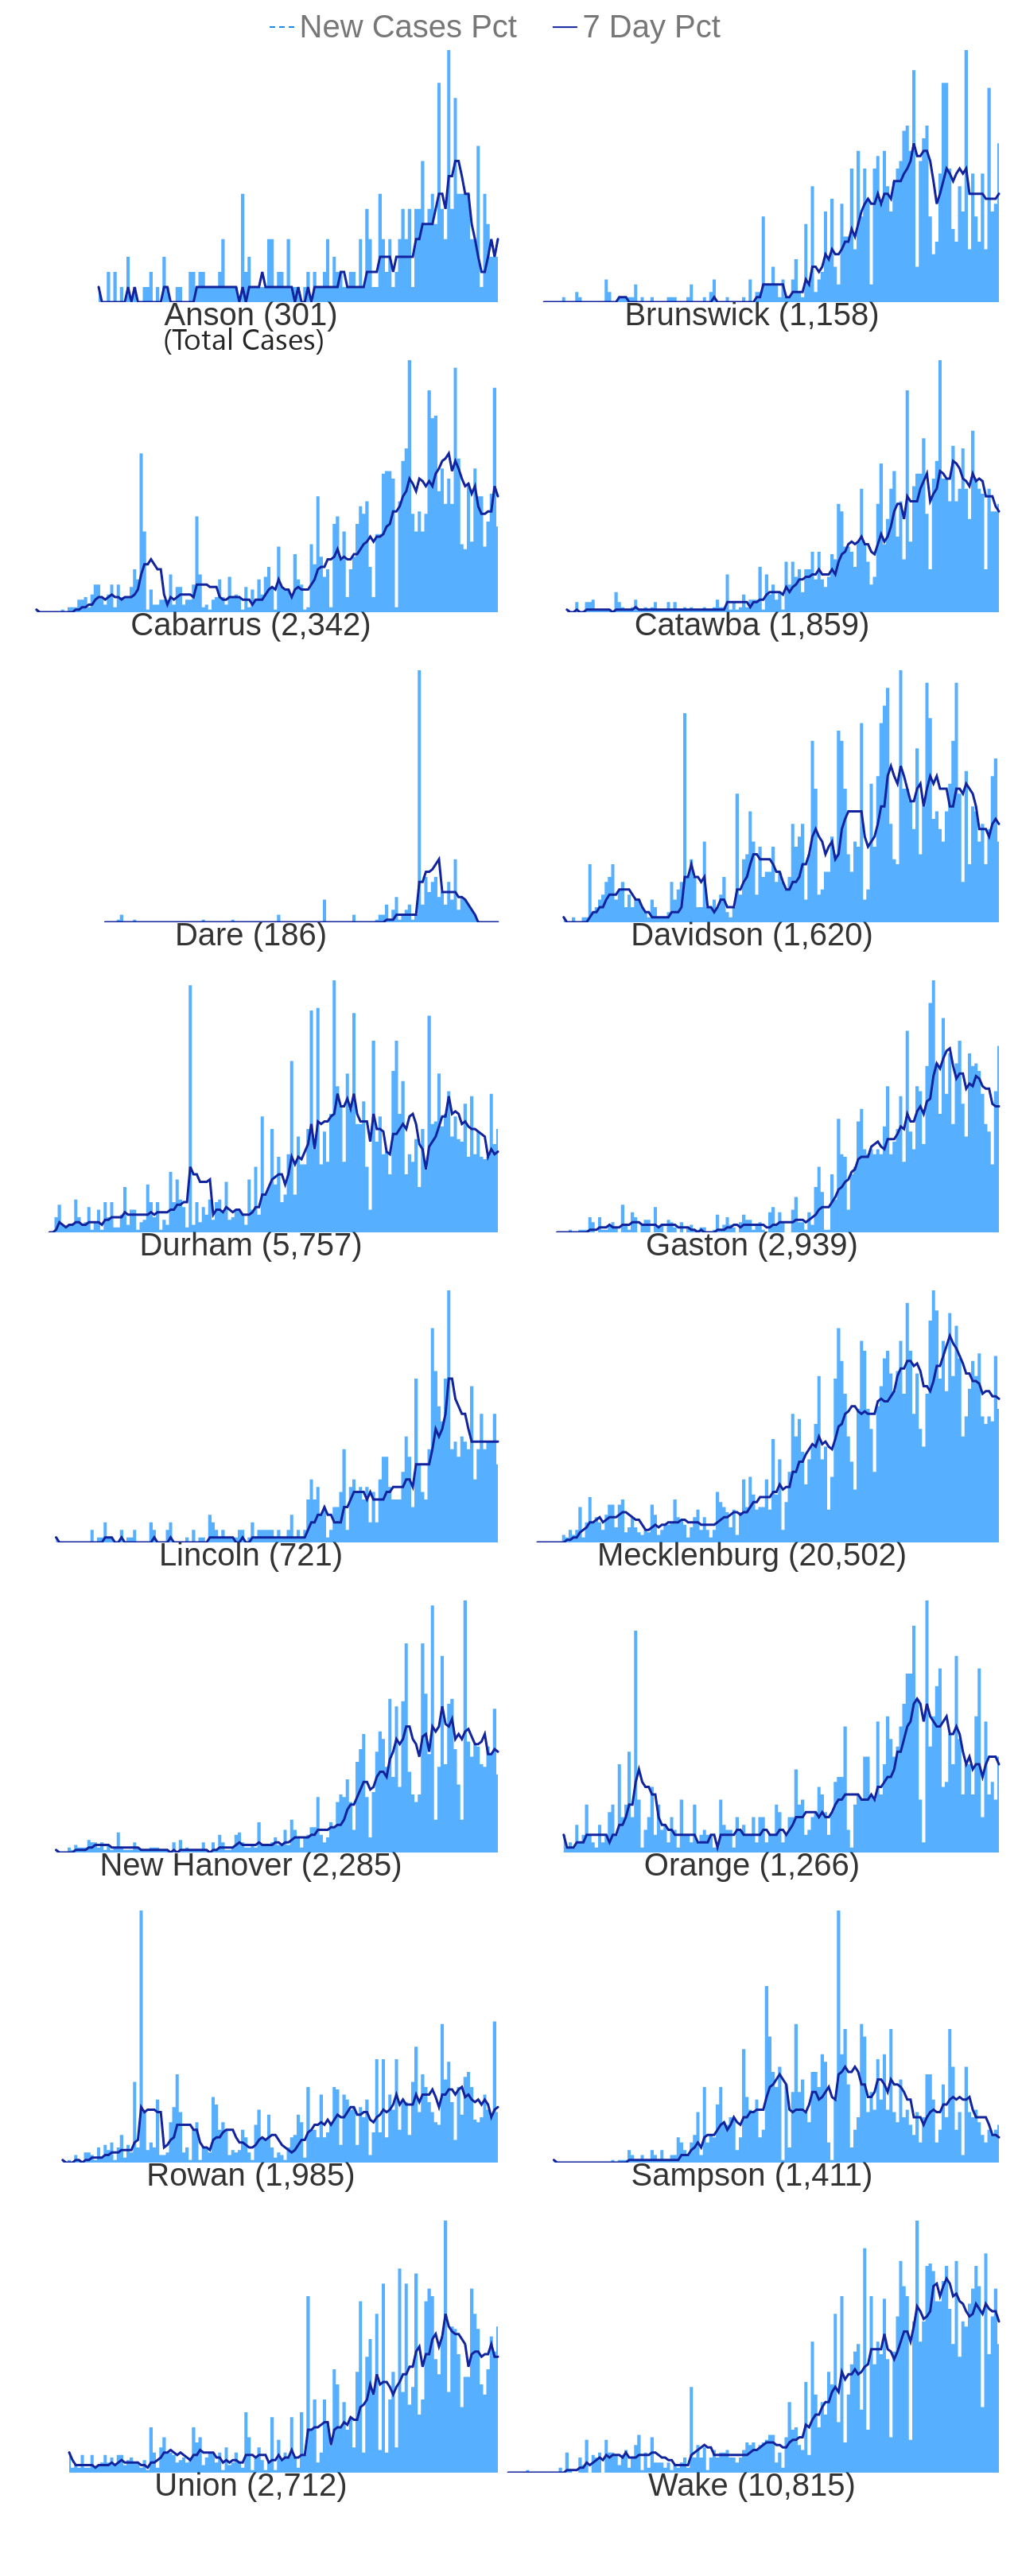 New Cases Pct 7 Day Pct
Anson (301) Brunswick (1,158)
(Total Cases)
Cabarrus (2,342) Catawba (1,859)
Dare (186) Davidson (1,620)
Durham (5,757) Gaston (2,939)
Lincoln (721) Mecklenburg (20,502)
New Hanover (2,285) Orange (1,266)
Rowan (1,985) Sampson (1,411)
Union (2,712) Wake (10,815)